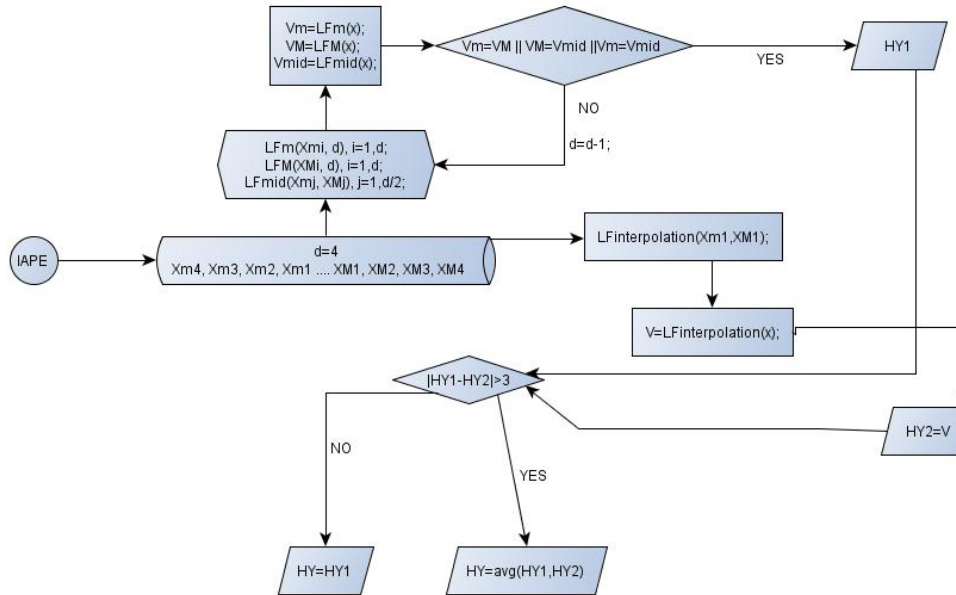 Vm=LFm(x);
VM=LFM(x);
Vmid=LFmid(x);
Vm=VM || VM=Vmid ||Vm=Vmid
YES
HY1
NO
d=d-1;
LFm(Xmi, d), i=1,d;
LFM(XMi, d), i=1,d;
LFmid(Xmj, XMj), j=1,d/2;
IAPE
d=4
Xm4, Xm3, Xm2, Xm1 .... XM1, XM2, XM3, XM4
LFinterpolation(Xm1,XM1);
V=LFinterpolation(x);
|HY1-HY2|>3
HY2=V
NO
YES
HY=HY1
HY=avg(HY1,HY2)